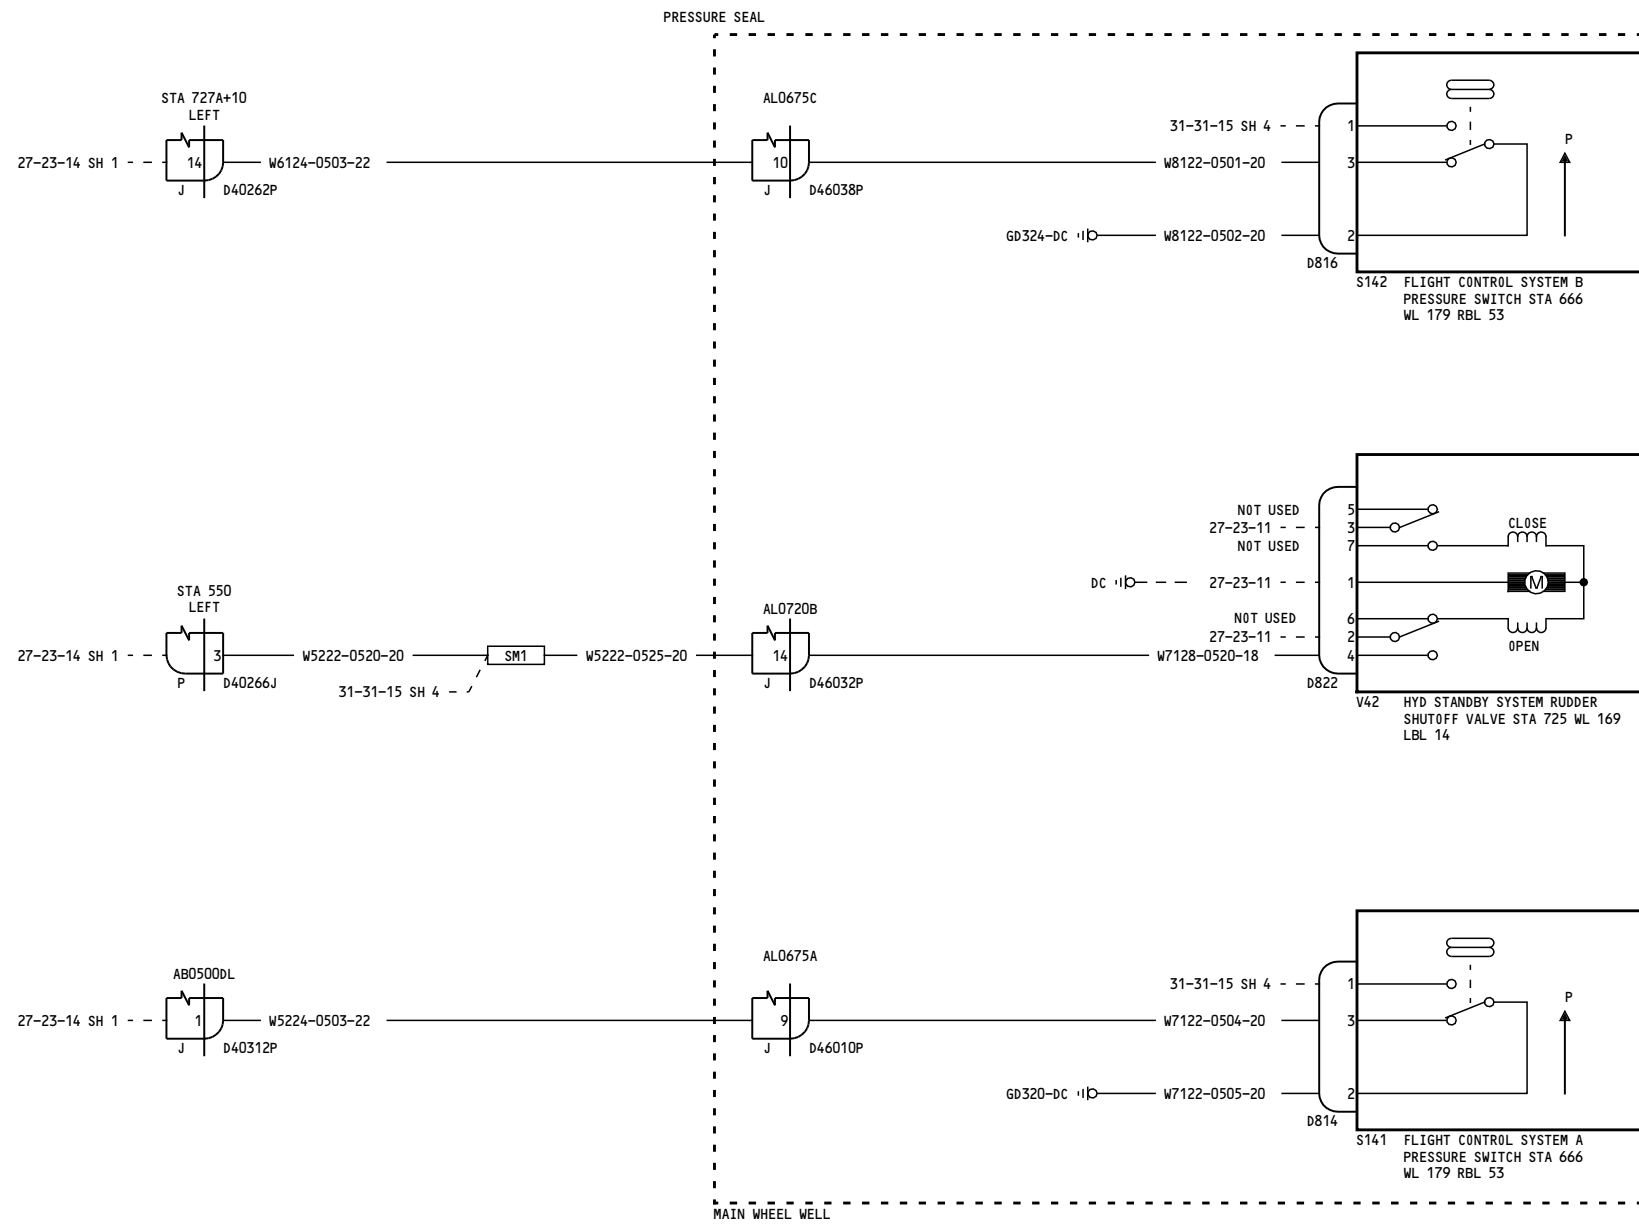 PRESSURE SEAL
STA 727A+10
LEFT
27-23-14 SH 1
14
W6124-0503-22
J
D40262P
AL0675C
10
J
D46038P
31-31-15 SH 4
1
W8122-0501-20
3
GD324-DC
W8122-0502-20
2
D816
P
S142 FLIGHT CONTROL SYSTEM B
PRESSURE SWITCH STA 666
WL 179 RBL 53
STA 550
LEFT
27-23-14 SH 1
3
W5222-0520-20
SM1
W5222-0525-20
P
D40266J
31-31-15 SH 4
AL0720B
14
J
D46032P
NOT USED
5
27-23-11
3
NOT USED
7
DC
27-23-11
1
NOT USED
6
27-23-11
2
W7128-0520-18
4
D822
CLOSE
M
OPEN
V42 HYD STANDBY SYSTEM RUDDER
SHUTOFF VALVE STA 725 WL 169
LBL 14
AB0500DL
27-23-14 SH 1
1
W5224-0503-22
J
D40312P
AL0675A
9
J
D46010P
31-31-15 SH 4
1
W7122-0504-20
3
GD320-DC
W7122-0505-20
2
D814
P
S141 FLIGHT CONTROL SYSTEM A
PRESSURE SWITCH STA 666
WL 179 RBL 53
MAIN WHEEL WELL